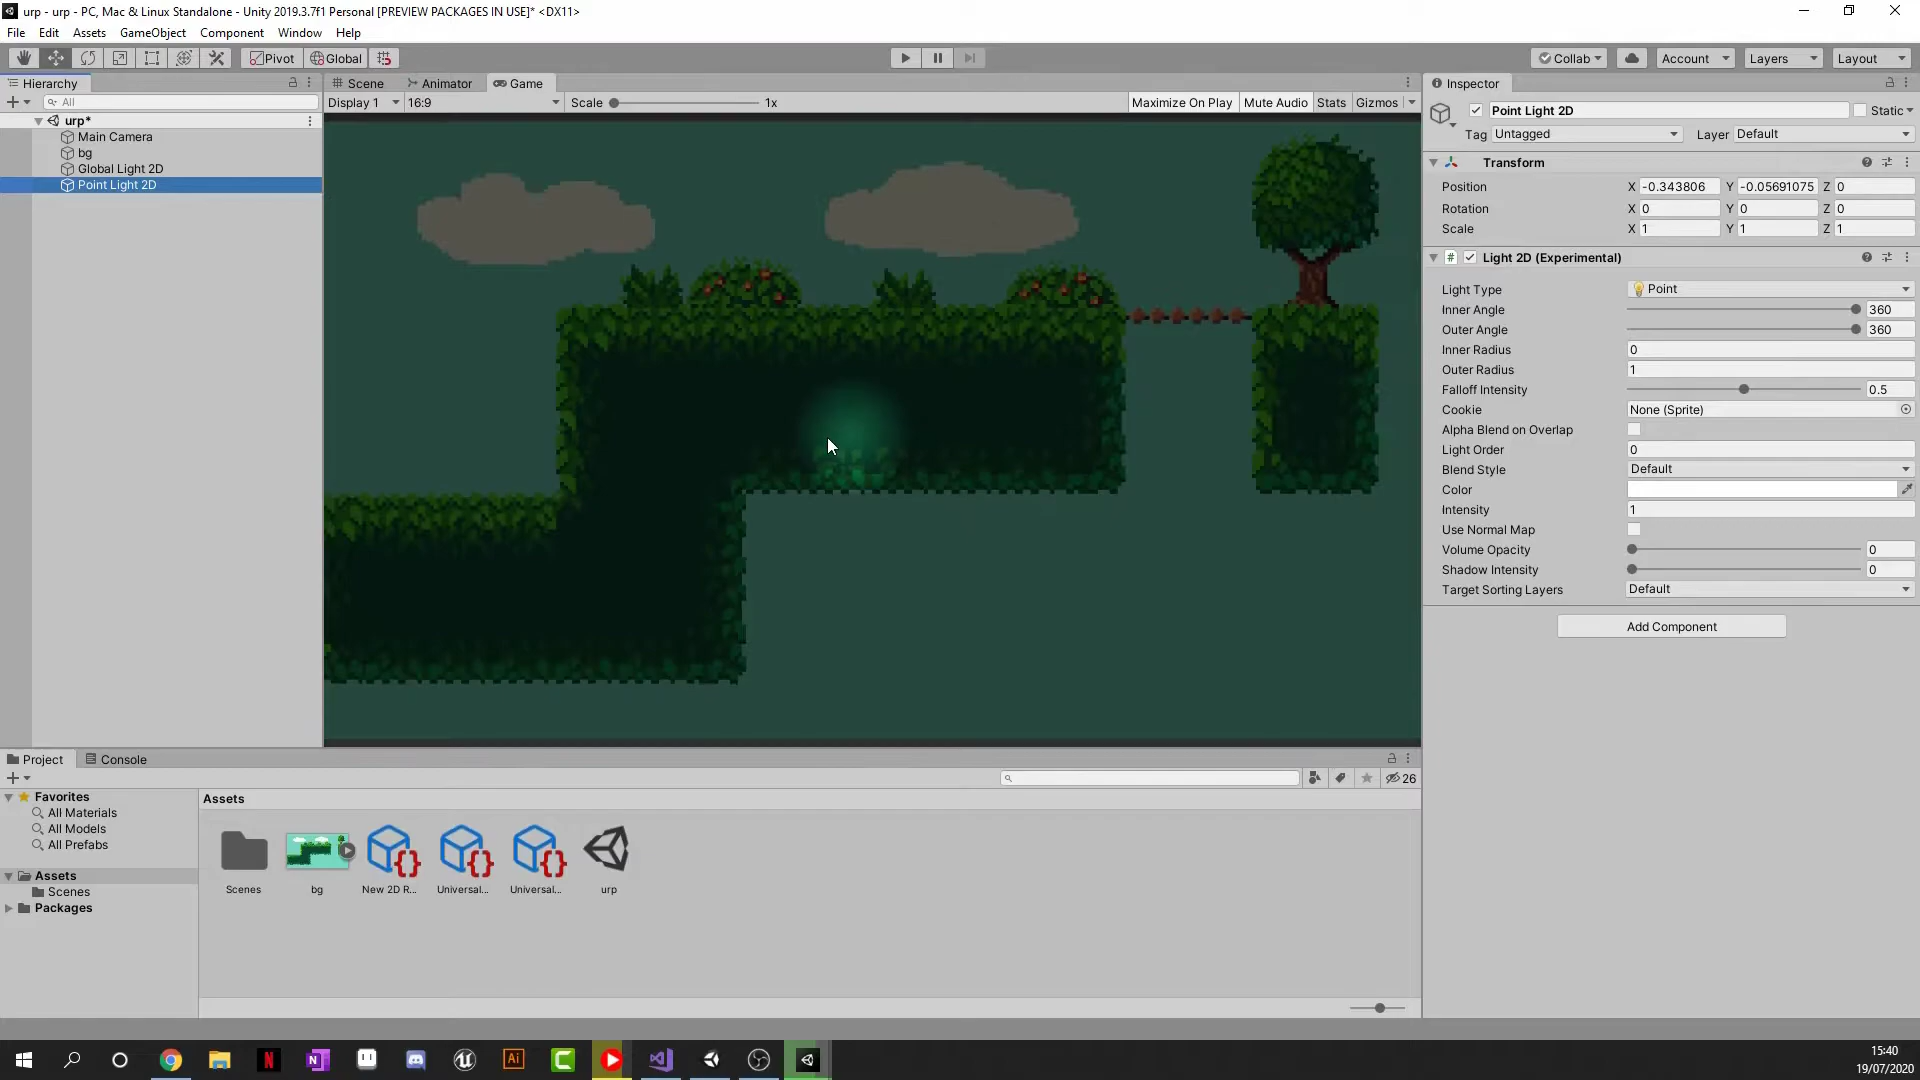 urp - urp - PC, Mac & Linux Standalone - Unity 2019.3.7f1 Personal [PREVIEW PACKAGES IN USE]* <DX11>
File Edit Assets GameObject Component Window Help
Pivot Global Collab Account Layers Layout
Hierarchy
All
urp*
Main Camera
bg
Global Light 2D
Point Light 2D
Scene Animator Game
Display 1 16:9 Scale 1x Maximize On Play Mute Audio Stats Gizmos
Inspector
Point Light 2D Static
Tag Untagged Layer Default
Transform
Position X -0.343806 Y -0.05691075 Z 0
Rotation X 0 Y 0 Z 0
Scale X 1 Y 1 Z 1
# Light 2D (Experimental)
Light Type Point
Inner Angle 360
Outer Angle 360
Inner Radius 0
Outer Radius 1
Falloff Intensity 0.5
Cookie None (Sprite)
Alpha Blend on Overlap
Light Order 0
Blend Style Default
Color
Intensity 1
Use Normal Map
Volume Opacity 0
Shadow Intensity 0
Target Sorting Layers Default
Add Component
Project Console
26
Favorites
All Materials
All Models
All Prefabs
Assets
Scenes
Packages
Assets
Scenes bg New 2D R... Universal... Universal... urp
N N Ai C
15:40
19/07/2020